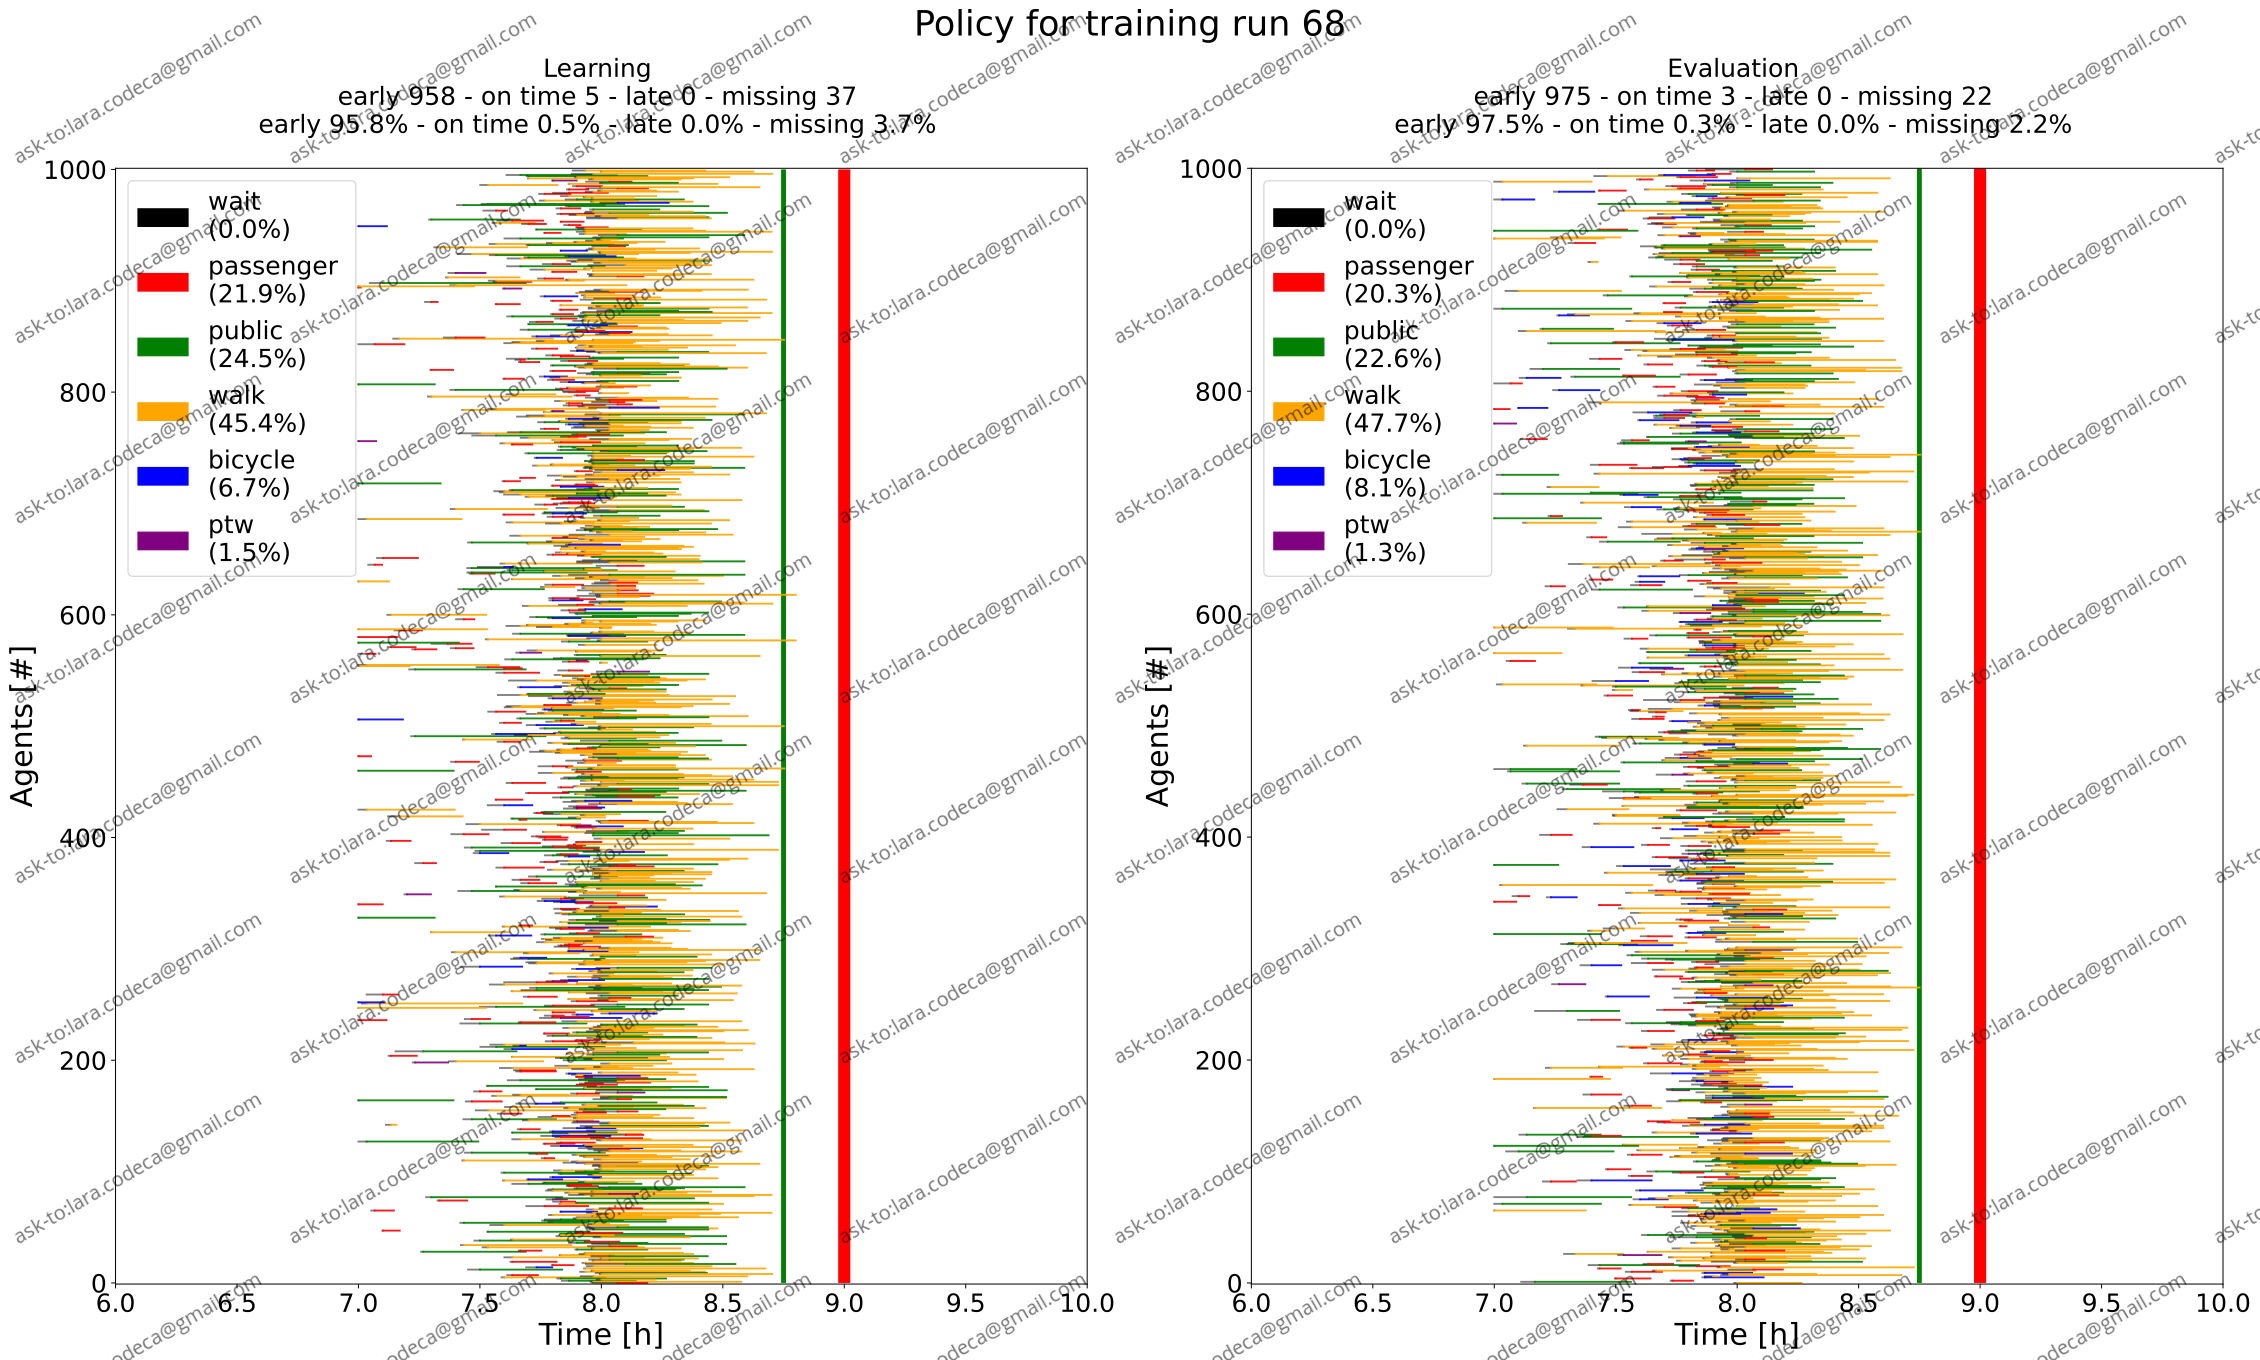 Policy for training run 68
Learning
early 958 - on time 5 - late 0 - missing 37
early 95.8% - on time 0.5% - late 0.0% - missing 3.7%
1000
800
600
400
200
0
Agents [#]
wait
(0.0%)
passenger
(21.9%)
public
(24.5%)
walk
(45.4%)
bicycle
(6.7%)
ptw
(1.5%)
6.0 6.5 7.0 7.5 8.0 8.5 9.0 9.5 10.0
Time [h]
Evaluation
early 975 - on time 3 - late 0 - missing 22
early 97.5% - on time 0.3% - late 0.0% - missing 2.2%
1000
800
600
400
200
0
Agents [#]
wait
(0.0%)
passenger
(20.3%)
public
(22.6%)
walk
(47.7%)
bicycle
(8.1%)
ptw
(1.3%)
6.0 6.5 7.0 7.5 8.0 8.5 9.0 9.5 10.0
Time [h]
ask-to:lara.codeca@gmail.com